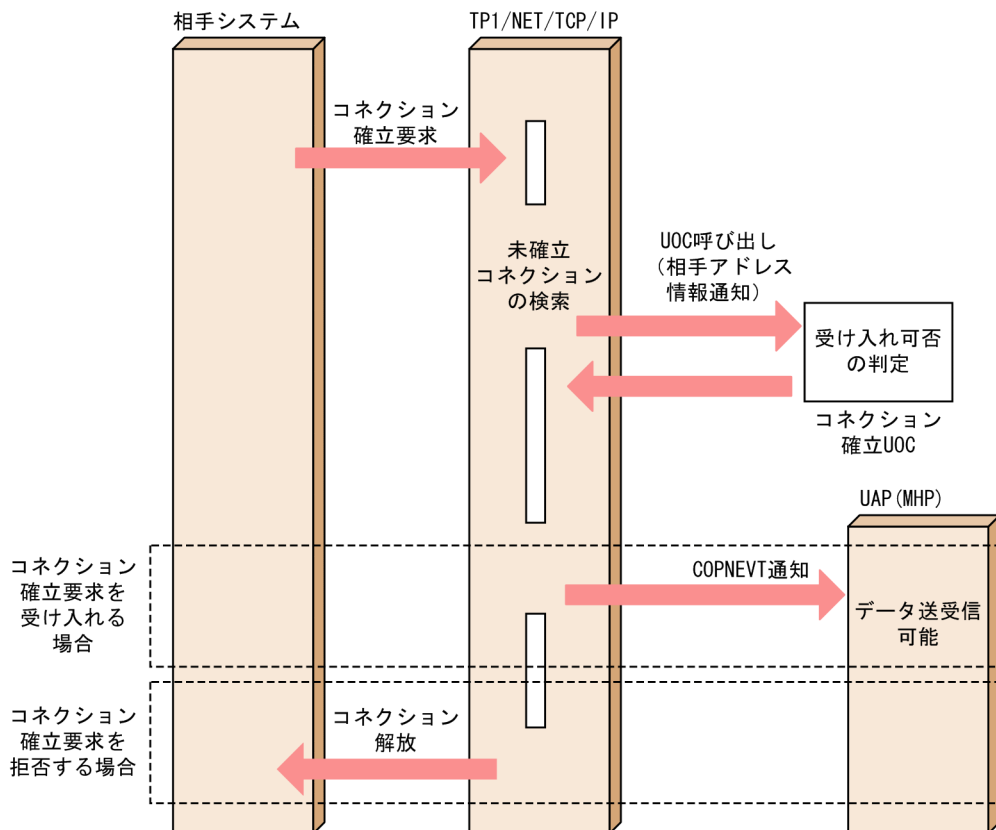 相手システム
TP1/NET/TCP/IP
コネクション
確立要求
未確立
コネクション
の検索
UOC呼び出し
(相手アドレス
情報通知)
受け入れ可否
の判定
コネクション
確立UOC
UAP(MHP)
コネクション
確立要求を
受け入れる
場合
COPNEVT通知
データ送受信
可能
コネクション
確立要求を
拒否する場合
コネクション
解放